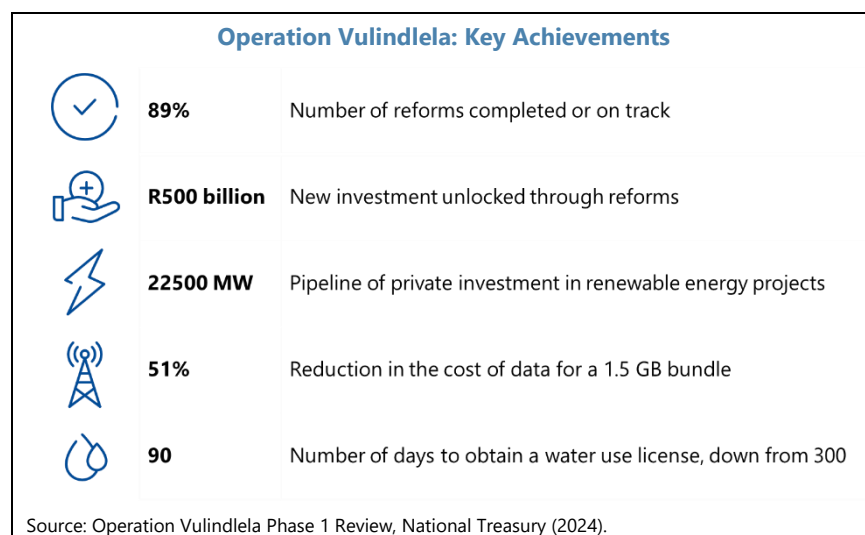 Operation Vulindlela: Key Achievements
89% Number of reforms completed or on track
R500 billion New investment unlocked through reforms
22500 MW Pipeline of private investment in renewable energy projects
51% Reduction in the cost of data for a 1.5 GB bundle
90 Number of days to obtain a water use license, down from 300
Source: Operation Vulindlela Phase 1 Review, National Treasury (2024).